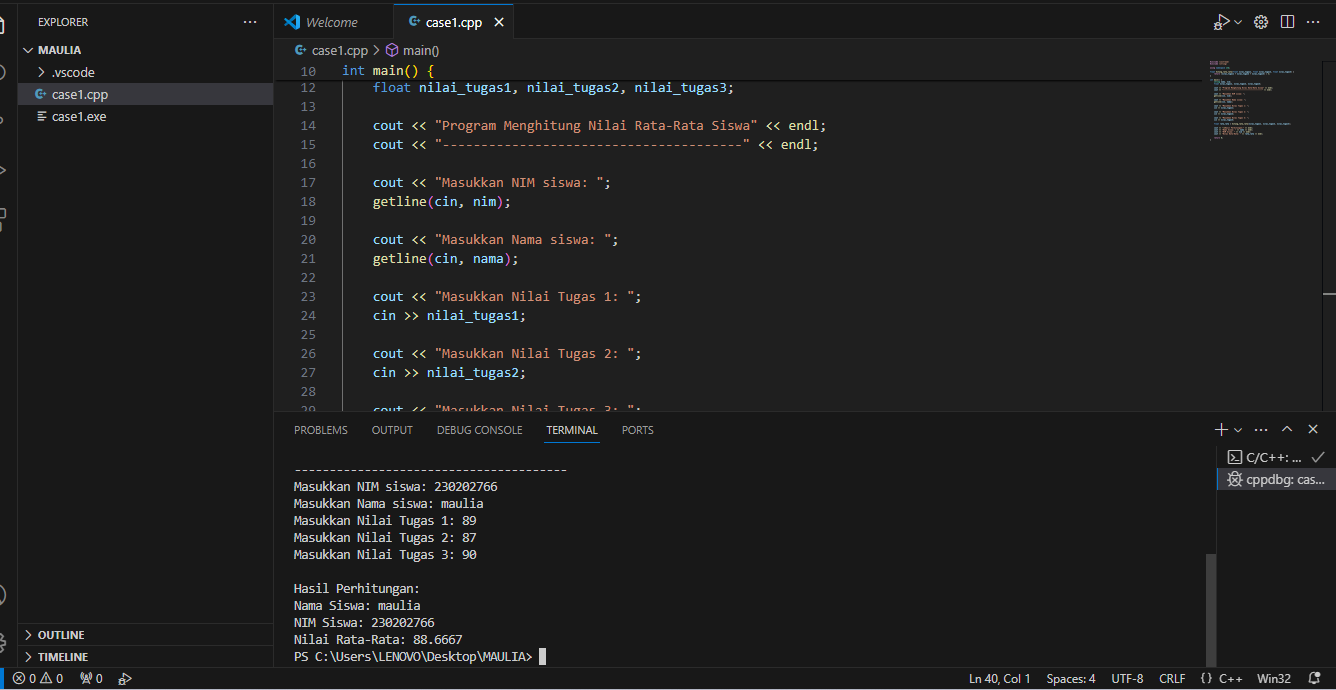 EXPLORER
MAULIA
.vscode
case1.cpp
case1.exe
OUTLINE
TIMELINE
Welcome
case1.cpp
case1.cpp > main()
10 int main() {
12 float nilai_tugas1, nilai_tugas2, nilai_tugas3;
13
14 cout << "Program Menghitung Nilai Rata-Rata Siswa" << endl;
15 cout << "---------------------------------------" << endl;
16
17 cout << "Masukkan NIM siswa: ";
18 getline(cin, nim);
19
20 cout << "Masukkan Nama siswa: ";
21 getline(cin, nama);
22
23 cout << "Masukkan Nilai Tugas 1: ";
24 cin >> nilai_tugas1;
25
26 cout << "Masukkan Nilai Tugas 2: ";
27 cin >> nilai_tugas2;
28
29 cout << "Masukkan Nilai Tugas 3: ";
PROBLEMS OUTPUT DEBUG CONSOLE TERMINAL PORTS
---------------------------------------
Masukkan NIM siswa: 230202766
Masukkan Nama siswa: maulia
Masukkan Nilai Tugas 1: 89
Masukkan Nilai Tugas 2: 87
Masukkan Nilai Tugas 3: 90
Hasil Perhitungan:
Nama Siswa: maulia
NIM Siswa: 230202766
Nilai Rata-Rata: 88.6667
PS C:\Users\LENOVO\Desktop\MAULIA>
C/C++: ...
cppdbg: cas...
0 0 0
Ln 40, Col 1 Spaces: 4 UTF-8 CRLF {} C++ Win32